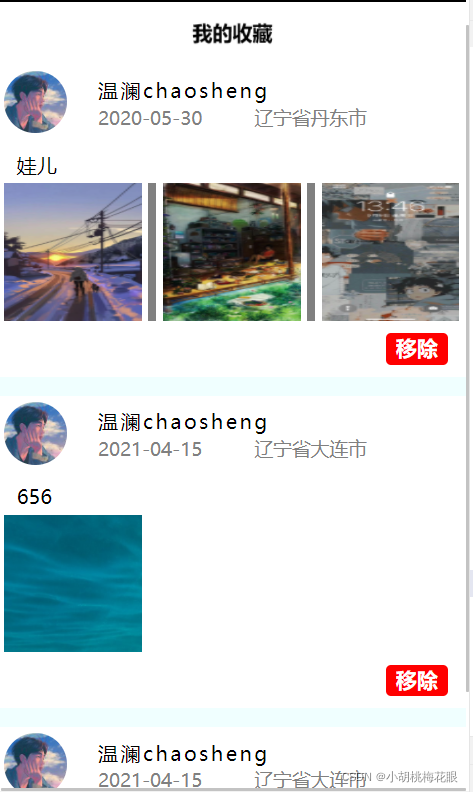 我的收藏
温澜chaosheng
2020-05-30 辽宁省丹东市
娃儿
13:46
移除
温澜chaosheng
2021-04-15 辽宁省大连市
656
移除
温澜chaosheng
2021-04-15 辽宁省大连市
CSDN @小胡桃梅花眼